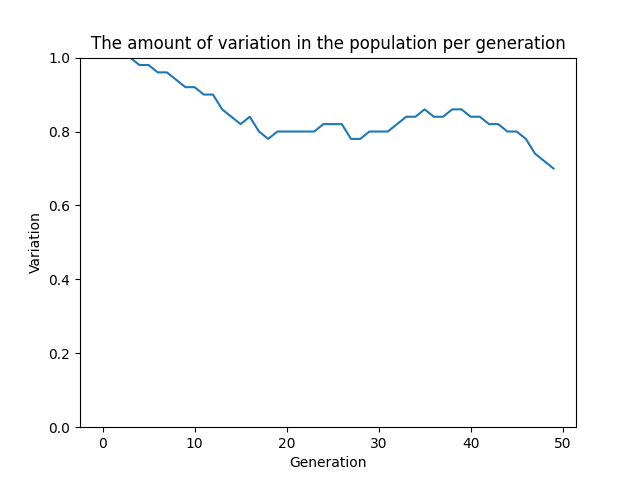 The amount of variation in the population per generation
1.0
0.8
0.6
0.4
0.2
0.0
Variation
0 10 20 30 40 50
Generation